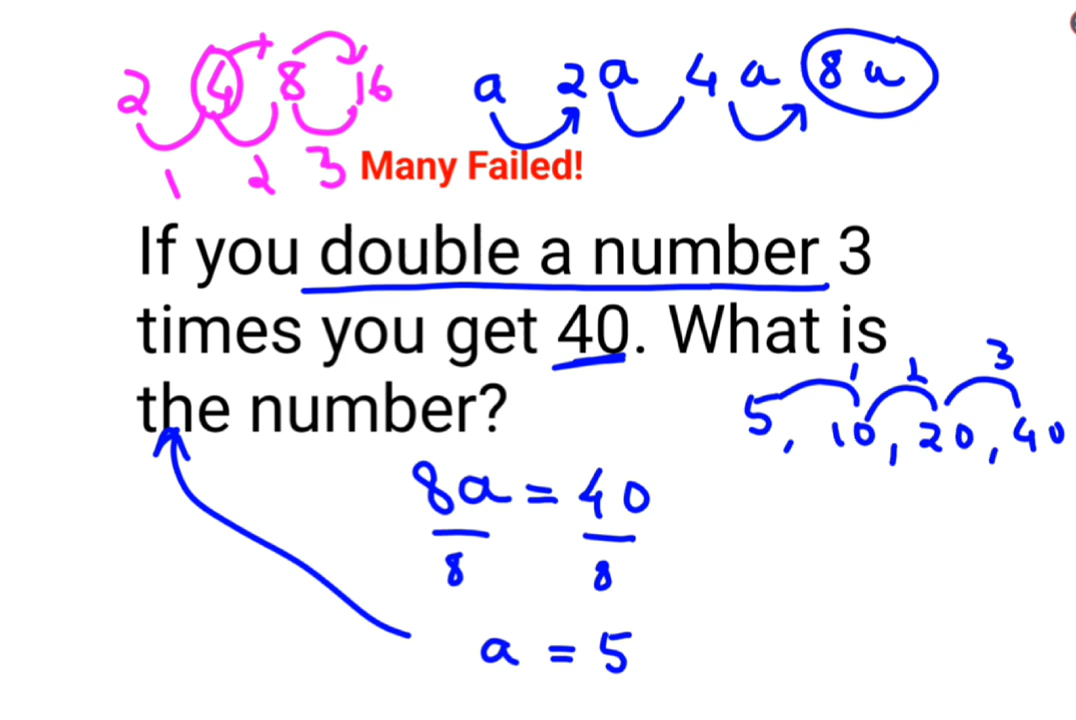 2 4 8 16 a 2a 4a 8a
1 2 3 Many Failed!
If you double a number 3
times you get 40. What is
the number?
1 2 3
5, 10, 20, 40
8a = 40
8 8
a = 5